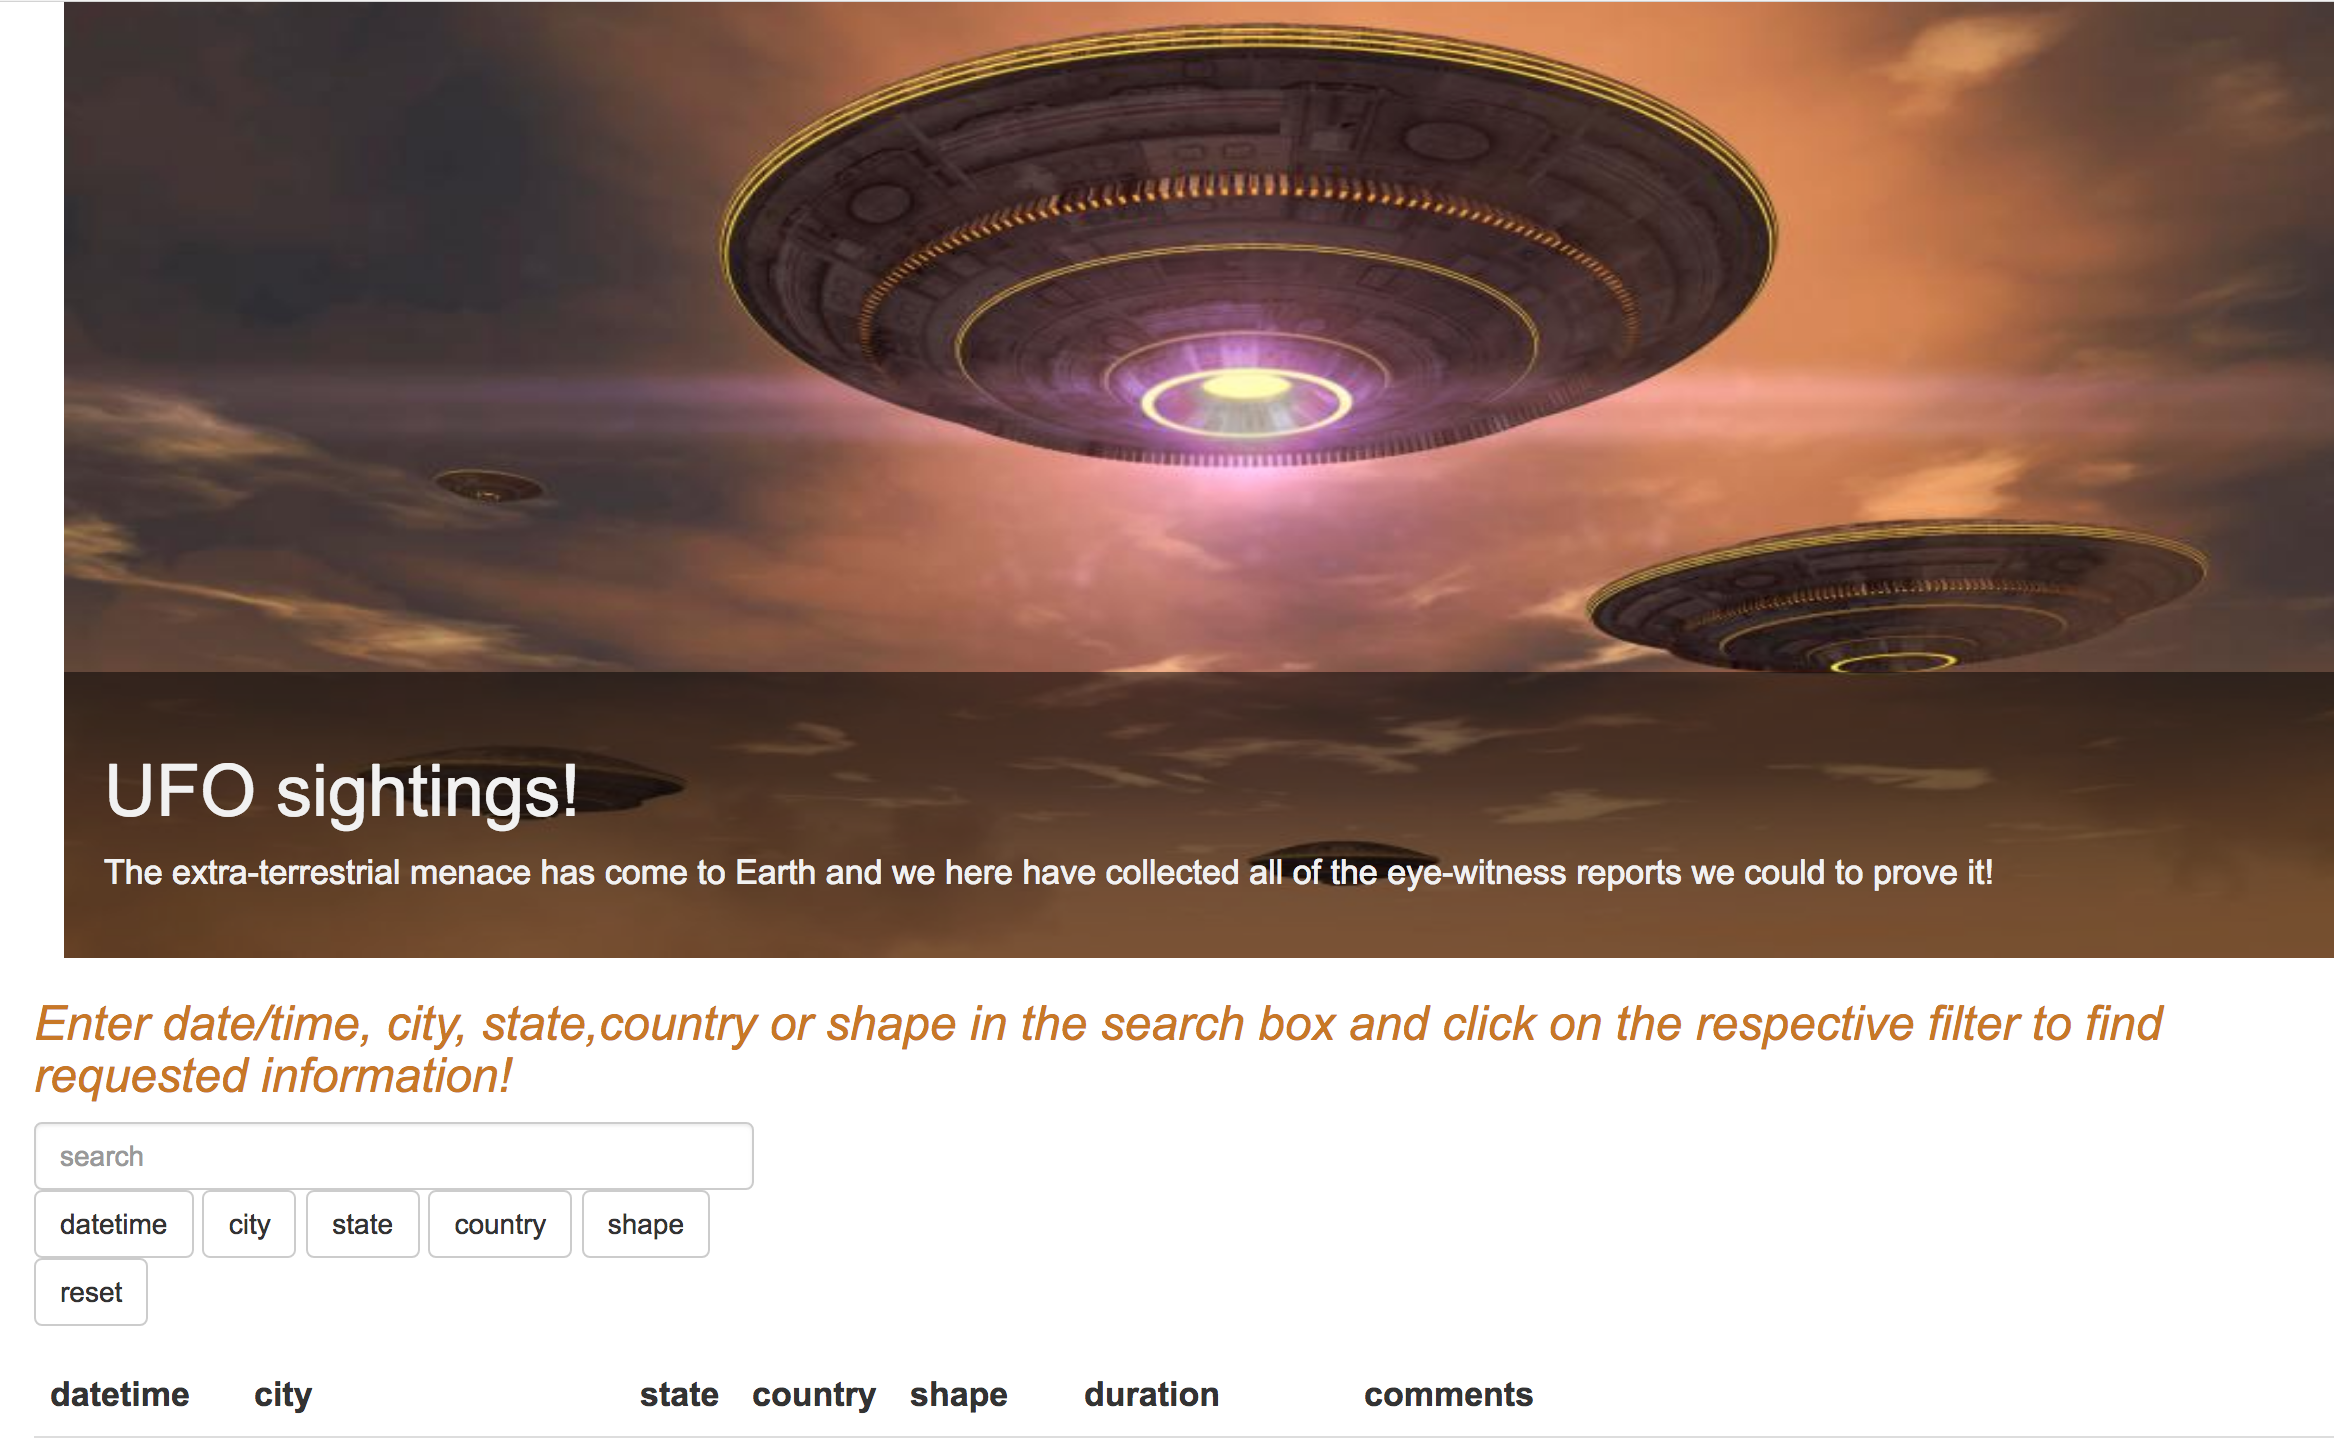 UFO sightings!
The extra-terrestrial menace has come to Earth and we here have collected all of the eye-witness reports we could to prove it!
Enter date/time, city, state,country or shape in the search box and click on the respective filter to find
requested information!
search
datetime city state country shape
reset
datetime city state country shape duration comments